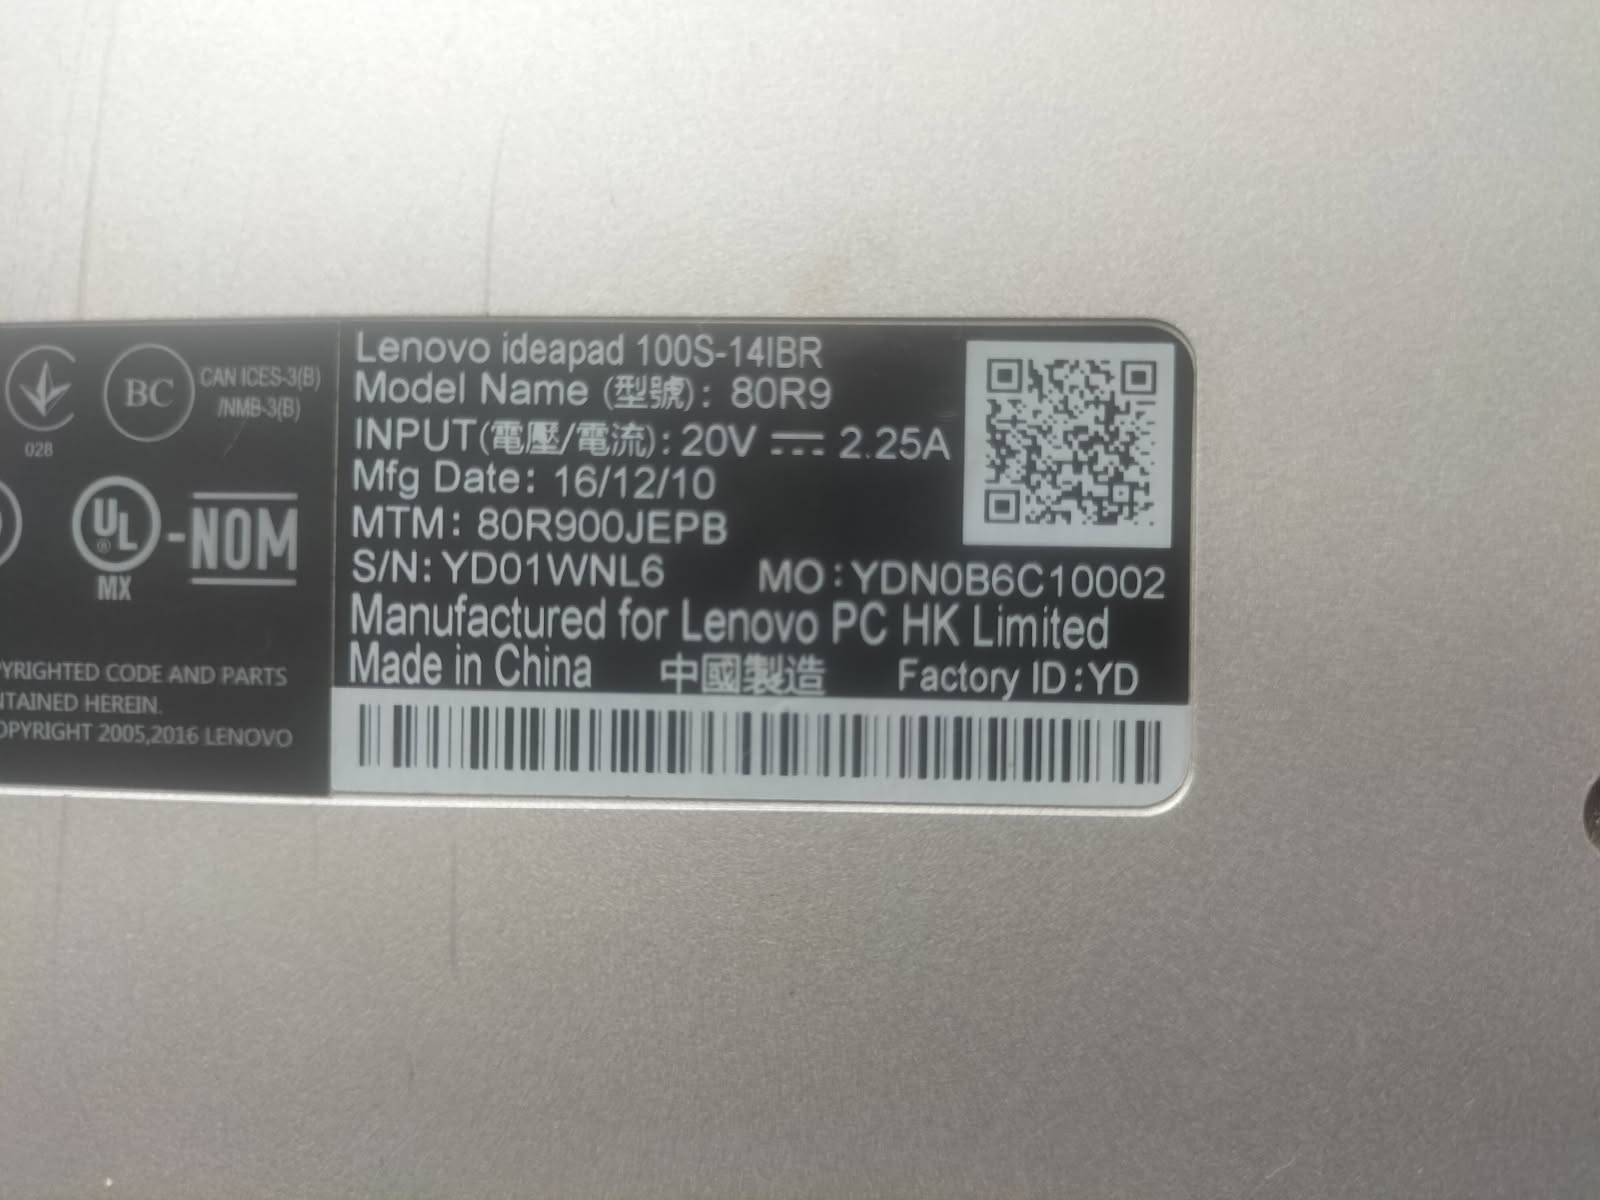 028
BC
CAN ICES-3(B)
/NMB-3(B)
UL
MX
-NOM
AND PARTS
CODE
HEREIN.
2005,2016 LENOVO
Lenovo ideapad 100S-14IBR
Model Name (型號): 80R9
INPUT(電壓/電流): 20V ⎓ 2.25A
Mfg Date: 16/12/10
MTM: 80R900JEPB
S/N: YD01WNL6 MO:YDN0B6C10002
Manufactured for Lenovo PC HK Limited
Made in China 中國製造 Factory ID:YD